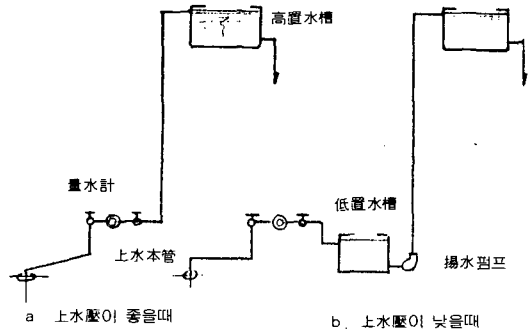 高置水槽
量水計
低置水槽
上水本管
揚水펌프
a 上水壓이 좋을때
b. 上水壓이 낮을때